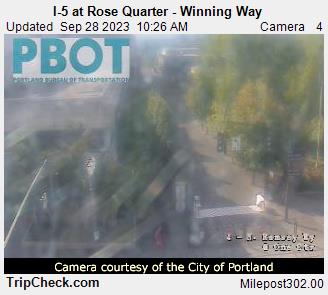 I-5 at Rose Quarter - Winning Way
Updated Sep 28 2023 10:26 AM Camera 4
PBOT
PORTLAND BUREAU OF TRANSPORTATION
Camera courtesy of the City of Portland
TripCheck.com Milepost302.00